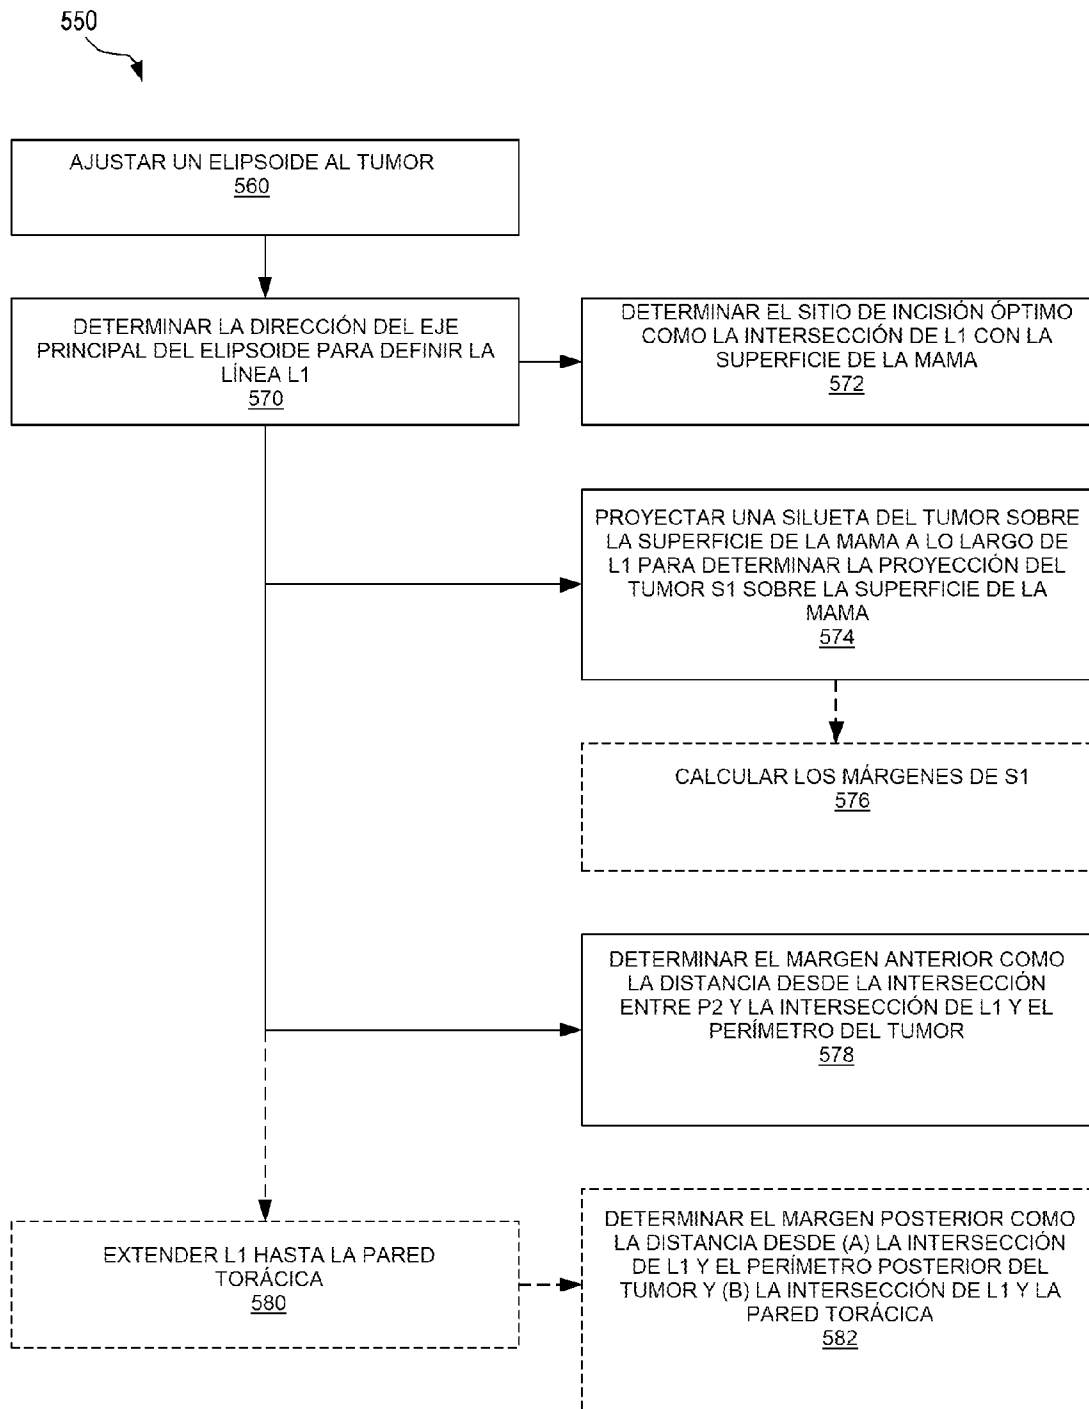 550
AJUSTAR UN ELIPSOIDE AL TUMOR
560
DETERMINAR LA DIRECCIÓN DEL EJE
PRINCIPAL DEL ELIPSOIDE PARA DEFINIR LA
LÍNEA L1
570
DETERMINAR EL SITIO DE INCISIÓN ÓPTIMO
COMO LA INTERSECCIÓN DE L1 CON LA
SUPERFICIE DE LA MAMA
572
PROYECTAR UNA SILUETA DEL TUMOR SOBRE
LA SUPERFICIE DE LA MAMA A LO LARGO DE
L1 PARA DETERMINAR LA PROYECCIÓN DEL
TUMOR S1 SOBRE LA SUPERFICIE DE LA
MAMA
574
CALCULAR LOS MÁRGENES DE S1
576
DETERMINAR EL MARGEN ANTERIOR COMO
LA DISTANCIA DESDE LA INTERSECCIÓN
ENTRE P2 Y LA INTERSECCIÓN DE L1 Y EL
PERÍMETRO DEL TUMOR
578
EXTENDER L1 HASTA LA PARED
TORÁCICA
580
DETERMINAR EL MARGEN POSTERIOR COMO
LA DISTANCIA DESDE (A) LA INTERSECCIÓN
DE L1 Y EL PERÍMETRO POSTERIOR DEL
TUMOR Y (B) LA INTERSECCIÓN DE L1 Y LA
PARED TORÁCICA
582